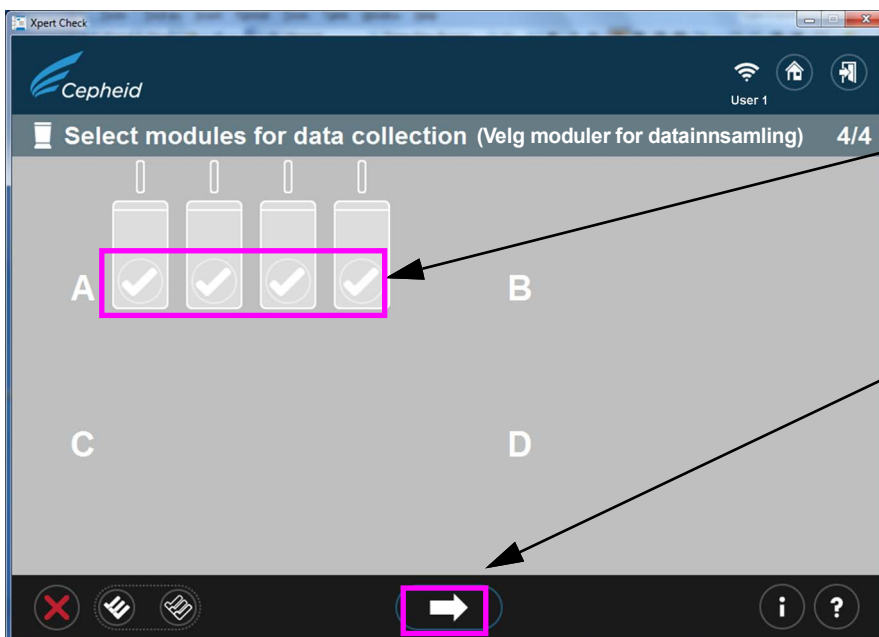 Xpert Check
Cepheid
User 1
Select modules for data collection (Velg moduler for datainnsamling) 4/4
A
B
C
D
i ?